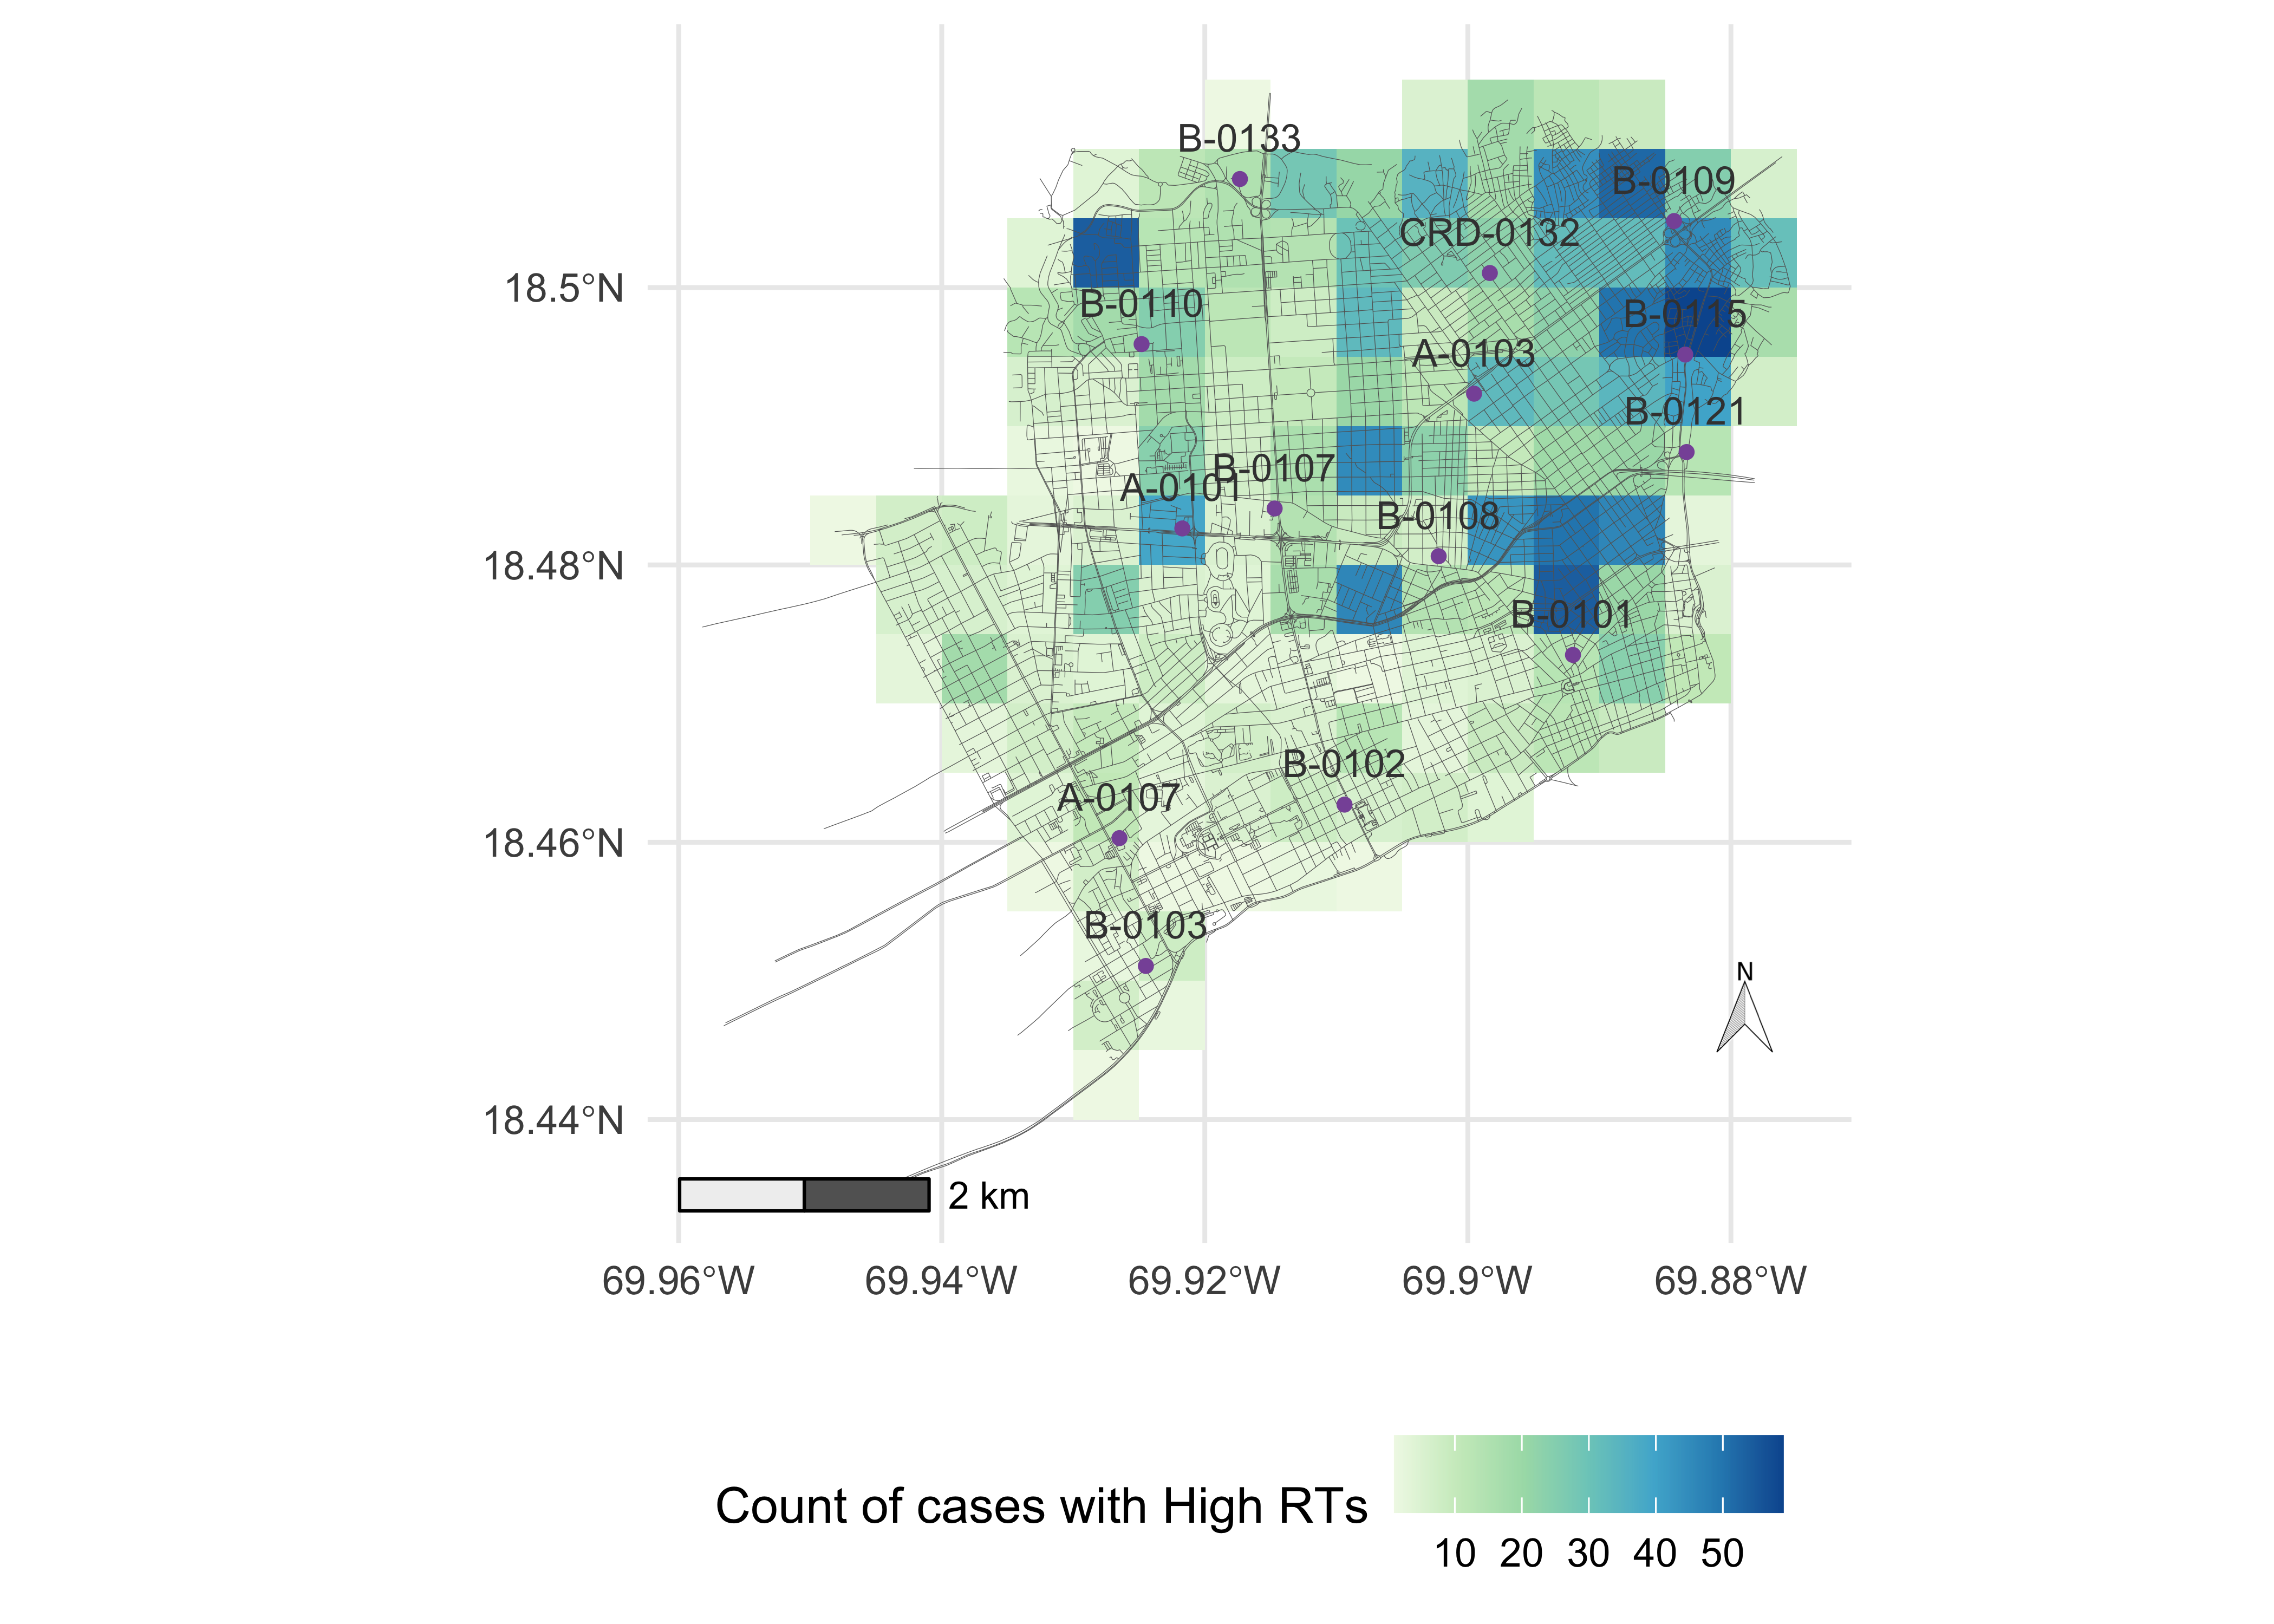 B-0133
B-0109
CRD-0132
18.5°N
B-0110
B-0115
A-0103
B-0121
B-0107
A-0101
B-0108
18.48°N
B-0101
B-0102
A-0107
18.46°N
B-0103
N
18.44°N
2 km
69.96°W 69.94°W 69.92°W 69.9°W 69.88°W
Count of cases with High RTs
10 20 30 40 50